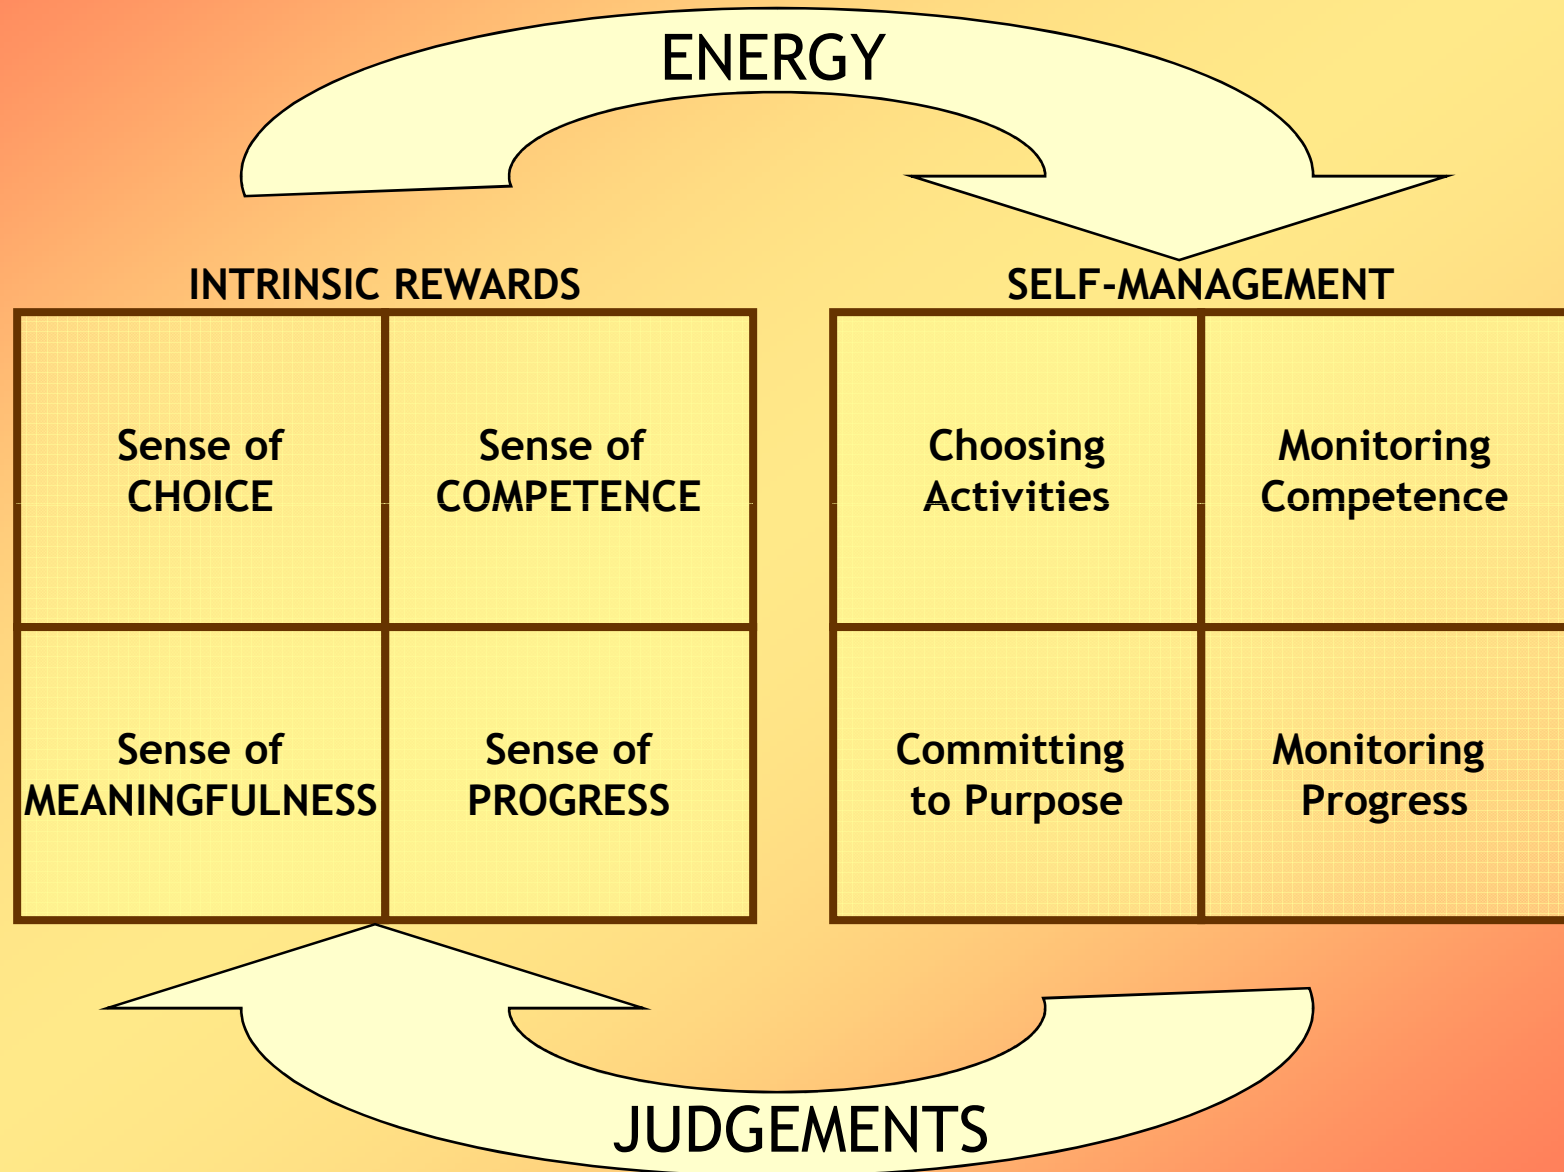 ENERGY
INTRINSIC REWARDS
SELF-MANAGEMENT
Sense of
CHOICE
Sense of
COMPETENCE
Choosing
Activities
Monitoring
Competence
Sense of
MEANINGFULNESS
Sense of
PROGRESS
Committing
to Purpose
Monitoring
Progress
JUDGEMENTS